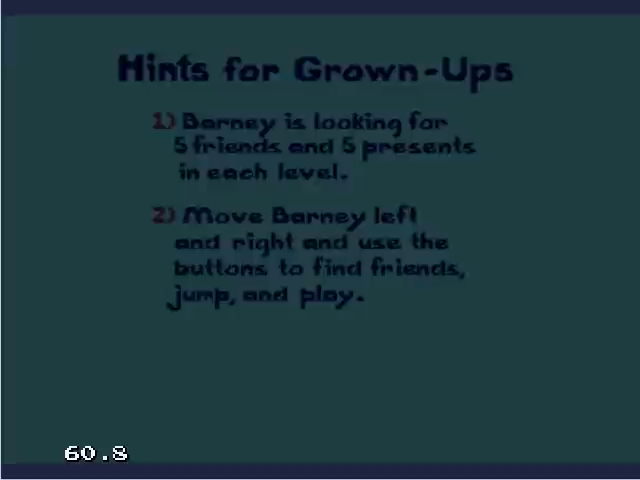 Hints for Grown-Ups
1) Barney is looking for
5 friends and 5 presents
in each level.
2) Move Barney left
and right and use the
buttons to find friends,
jump, and play.
60.8